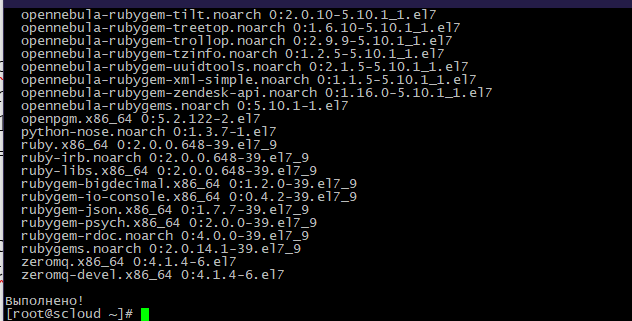 opennebula-rubygem-tilt.noarch 0:2.0.10-5.10.1_1.el7
opennebula-rubygem-treetop.noarch 0:1.6.10-5.10.1_1.el7
opennebula-rubygem-trollop.noarch 0:2.9.9-5.10.1_1.el7
opennebula-rubygem-tzinfo.noarch 0:1.2.5-5.10.1_1.el7
opennebula-rubygem-uuidtools.noarch 0:2.1.5-5.10.1_1.el7
opennebula-rubygem-xml-simple.noarch 0:1.1.5-5.10.1_1.el7
opennebula-rubygem-zendesk-api.noarch 0:1.16.0-5.10.1_1.el7
opennebula-rubygems.noarch 0:5.10.1-1.el7
openpgm.x86_64 0:5.2.122-2.el7
python-nose.noarch 0:1.3.7-1.el7
ruby.x86_64 0:2.0.0.648-39.el7_9
ruby-irb.noarch 0:2.0.0.648-39.el7_9
ruby-libs.x86_64 0:2.0.0.648-39.el7_9
rubygem-bigdecimal.x86_64 0:1.2.0-39.el7_9
rubygem-io-console.x86_64 0:0.4.2-39.el7_9
rubygem-json.x86_64 0:1.7.7-39.el7_9
rubygem-psych.x86_64 0:2.0.0-39.el7_9
rubygem-rdoc.noarch 0:4.0.0-39.el7_9
rubygems.noarch 0:2.0.14.1-39.el7_9
zeromq.x86_64 0:4.1.4-6.el7
zeromq-devel.x86_64 0:4.1.4-6.el7
Выполнено!
[root@scloud ~]#